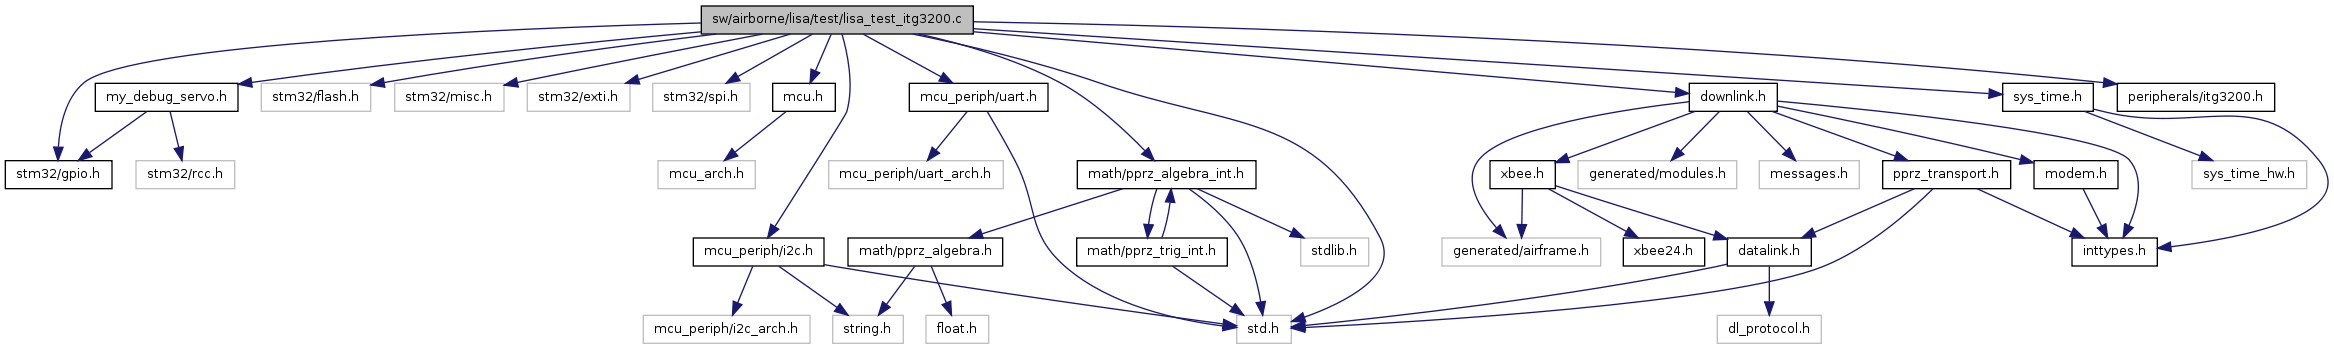 sw/airborne/lisa/test/lisa_test_itg3200.c
my_debug_servo.h
stm32/flash.h
stm32/misc.h
stm32/exti.h
stm32/spi.h
mcu.h
mcu_periph/uart.h
downlink.h
sys_time.h
peripherals/itg3200.h
stm32/gpio.h
stm32/rcc.h
mcu_arch.h
mcu_periph/uart_arch.h
math/pprz_algebra_int.h
xbee.h
generated/modules.h
messages.h
pprz_transport.h
modem.h
sys_time_hw.h
mcu_periph/i2c.h
math/pprz_algebra.h
math/pprz_trig_int.h
stdlib.h
generated/airframe.h
xbee24.h
datalink.h
inttypes.h
mcu_periph/i2c_arch.h
string.h
float.h
std.h
dl_protocol.h